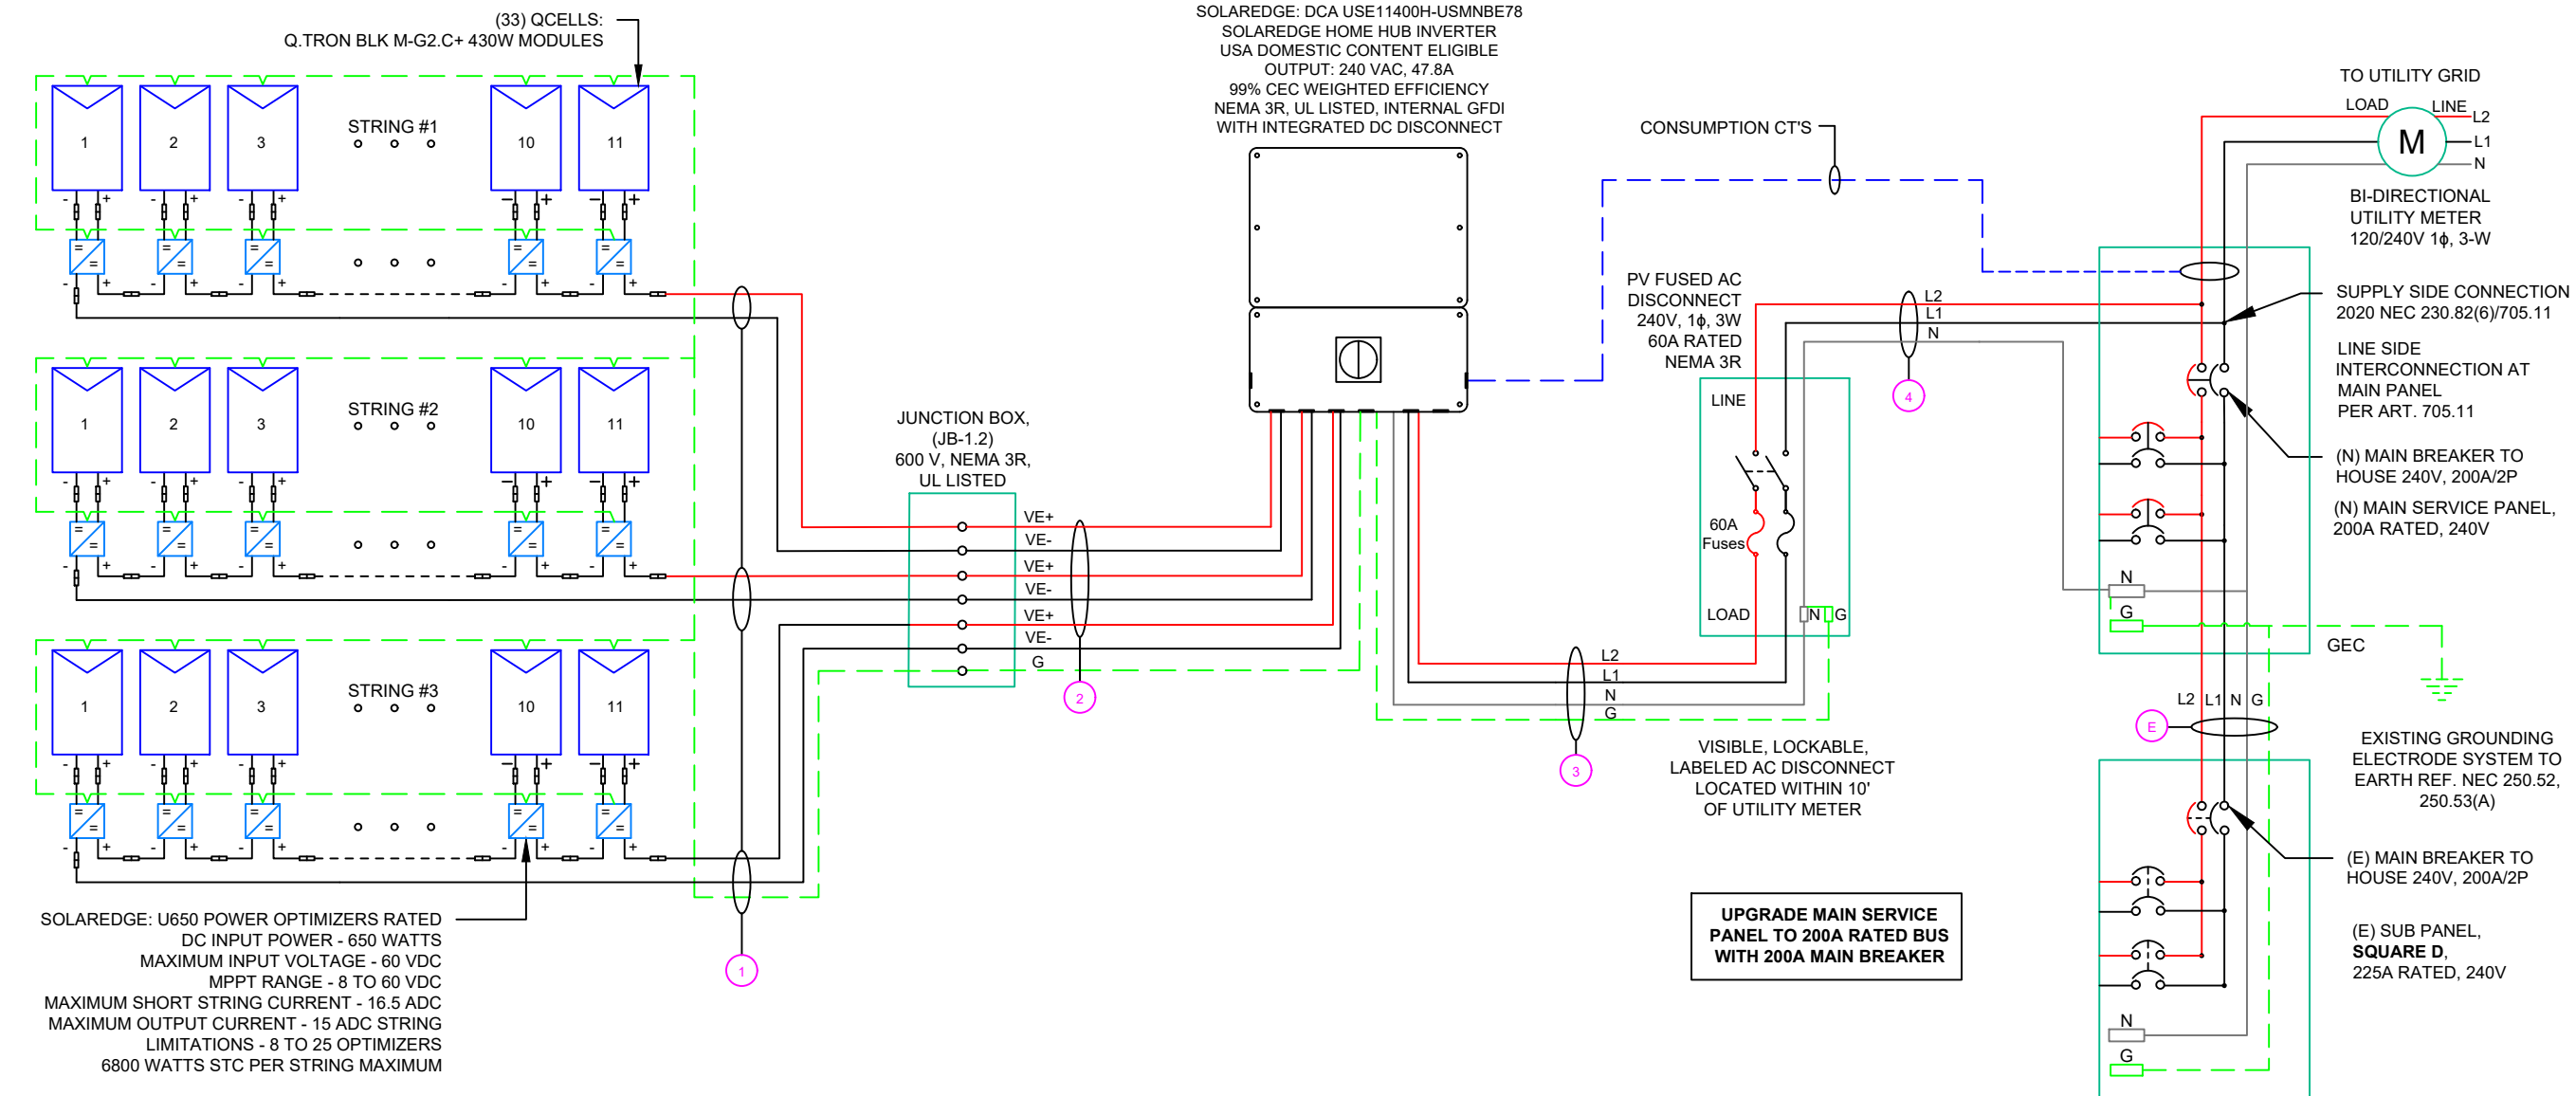 (33) QCELLS:
Q.TRON BLK M-G2.C+ 430W MODULES
1
2
3
STRING #1
10
11
- +
- +
- +
- +
- +
=
=
=
=
=
=
=
=
=
=
- +
- +
- +
- +
- +
1
2
3
STRING #2
10
11
- +
- +
- +
- +
- +
=
=
=
=
=
=
=
=
=
=
- +
- +
- +
- +
- +
1
2
3
STRING #3
10
11
- +
- +
- +
- +
- +
=
=
=
=
=
=
=
=
=
=
- +
- +
- +
- +
- +
SOLAREDGE: U650 POWER OPTIMIZERS RATED
DC INPUT POWER - 650 WATTS
MAXIMUM INPUT VOLTAGE - 60 VDC
MPPT RANGE - 8 TO 60 VDC
MAXIMUM SHORT STRING CURRENT - 16.5 ADC
MAXIMUM OUTPUT CURRENT - 15 ADC STRING
LIMITATIONS - 8 TO 25 OPTIMIZERS
6800 WATTS STC PER STRING MAXIMUM
1
JUNCTION BOX,
(JB-1.2)
600 V, NEMA 3R,
UL LISTED
VE+
VE-
VE+
VE-
VE+
VE-
G
2
SOLAREDGE: DCA USE11400H-USMNBE78
SOLAREDGE HOME HUB INVERTER
USA DOMESTIC CONTENT ELIGIBLE
OUTPUT: 240 VAC, 47.8A
99% CEC WEIGHTED EFFICIENCY
NEMA 3R, UL LISTED, INTERNAL GFDI
WITH INTEGRATED DC DISCONNECT
CONSUMPTION CT'S
PV FUSED AC
DISCONNECT
240V, 1ϕ, 3W
60A RATED
NEMA 3R
LINE
60A
Fuses
LOAD
N G
L2
L1
N
4
L2
L1
N
G
3
VISIBLE, LOCKABLE,
LABELED AC DISCONNECT
LOCATED WITHIN 10'
OF UTILITY METER
UPGRADE MAIN SERVICE
PANEL TO 200A RATED BUS
WITH 200A MAIN BREAKER
TO UTILITY GRID
LOAD
LINE
L2
L1
N
M
BI-DIRECTIONAL
UTILITY METER
120/240V 1ϕ, 3-W
SUPPLY SIDE CONNECTION
2020 NEC 230.82(6)/705.11
LINE SIDE
INTERCONNECTION AT
MAIN PANEL
PER ART. 705.11
(N) MAIN BREAKER TO
HOUSE 240V, 200A/2P
(N) MAIN SERVICE PANEL,
200A RATED, 240V
N
G
GEC
L2 L1 N G
E
EXISTING GROUNDING
ELECTRODE SYSTEM TO
EARTH REF. NEC 250.52,
250.53(A)
(E) MAIN BREAKER TO
HOUSE 240V, 200A/2P
(E) SUB PANEL,
SQUARE D,
225A RATED, 240V
N
G